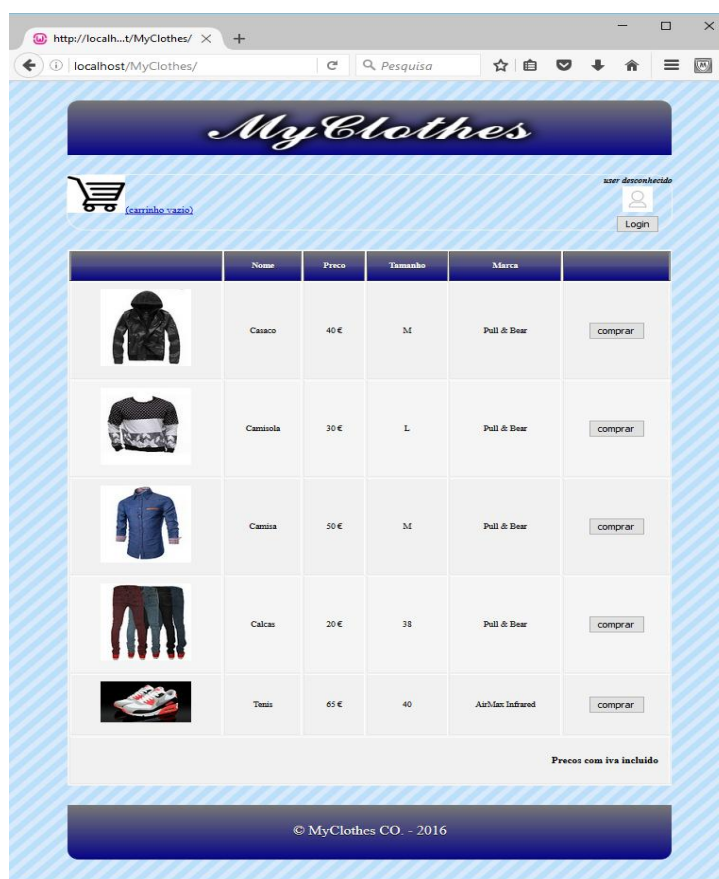 http://localh...t/MyClothes/
localhost/MyClothes/
Pesquisa
MyClothes
user desconhecido
(carrinho vazio)
Login
Nome Preco Tamanho Marca
Casaco 40 € M Pull & Bear comprar
Camisola 30 € L Pull & Bear comprar
Camisa 50 € M Pull & Bear comprar
Calcas 20 € 38 Pull & Bear comprar
Tenis 65 € 40 AirMax Infrared comprar
Precos com iva incluido
© MyClothes CO. - 2016